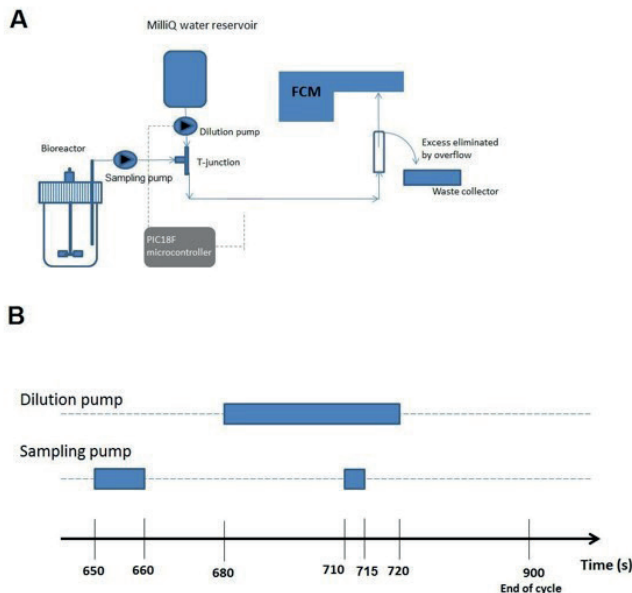 A
MilliQ water reservoir
FCM
Dilution pump
Bioreactor
Excess eliminated
by overflow
T-junction
Sampling pump
Waste collector
PIC18F
microcontroller
B
Dilution pump
Sampling pump
650 660 680 710 715 720 900 Time (s)
End of cycle